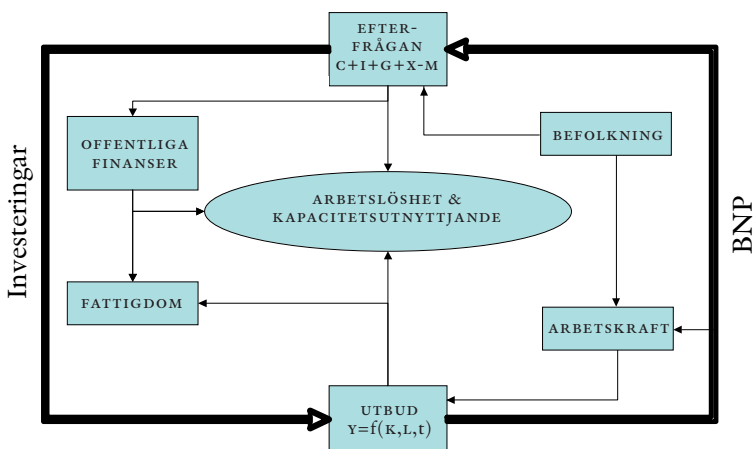 EFTER-
FRÅGAN
C+I+G+X-M
OFFENTLIGA
FINANSER
BEFOLKNING
ARBETSLÖSHET &
KAPACITETSUTNYTTJANDE
Investeringar
BNP
FATTIGDOM
ARBETSKRAFT
UTBUD
Y=f(K,L,t)